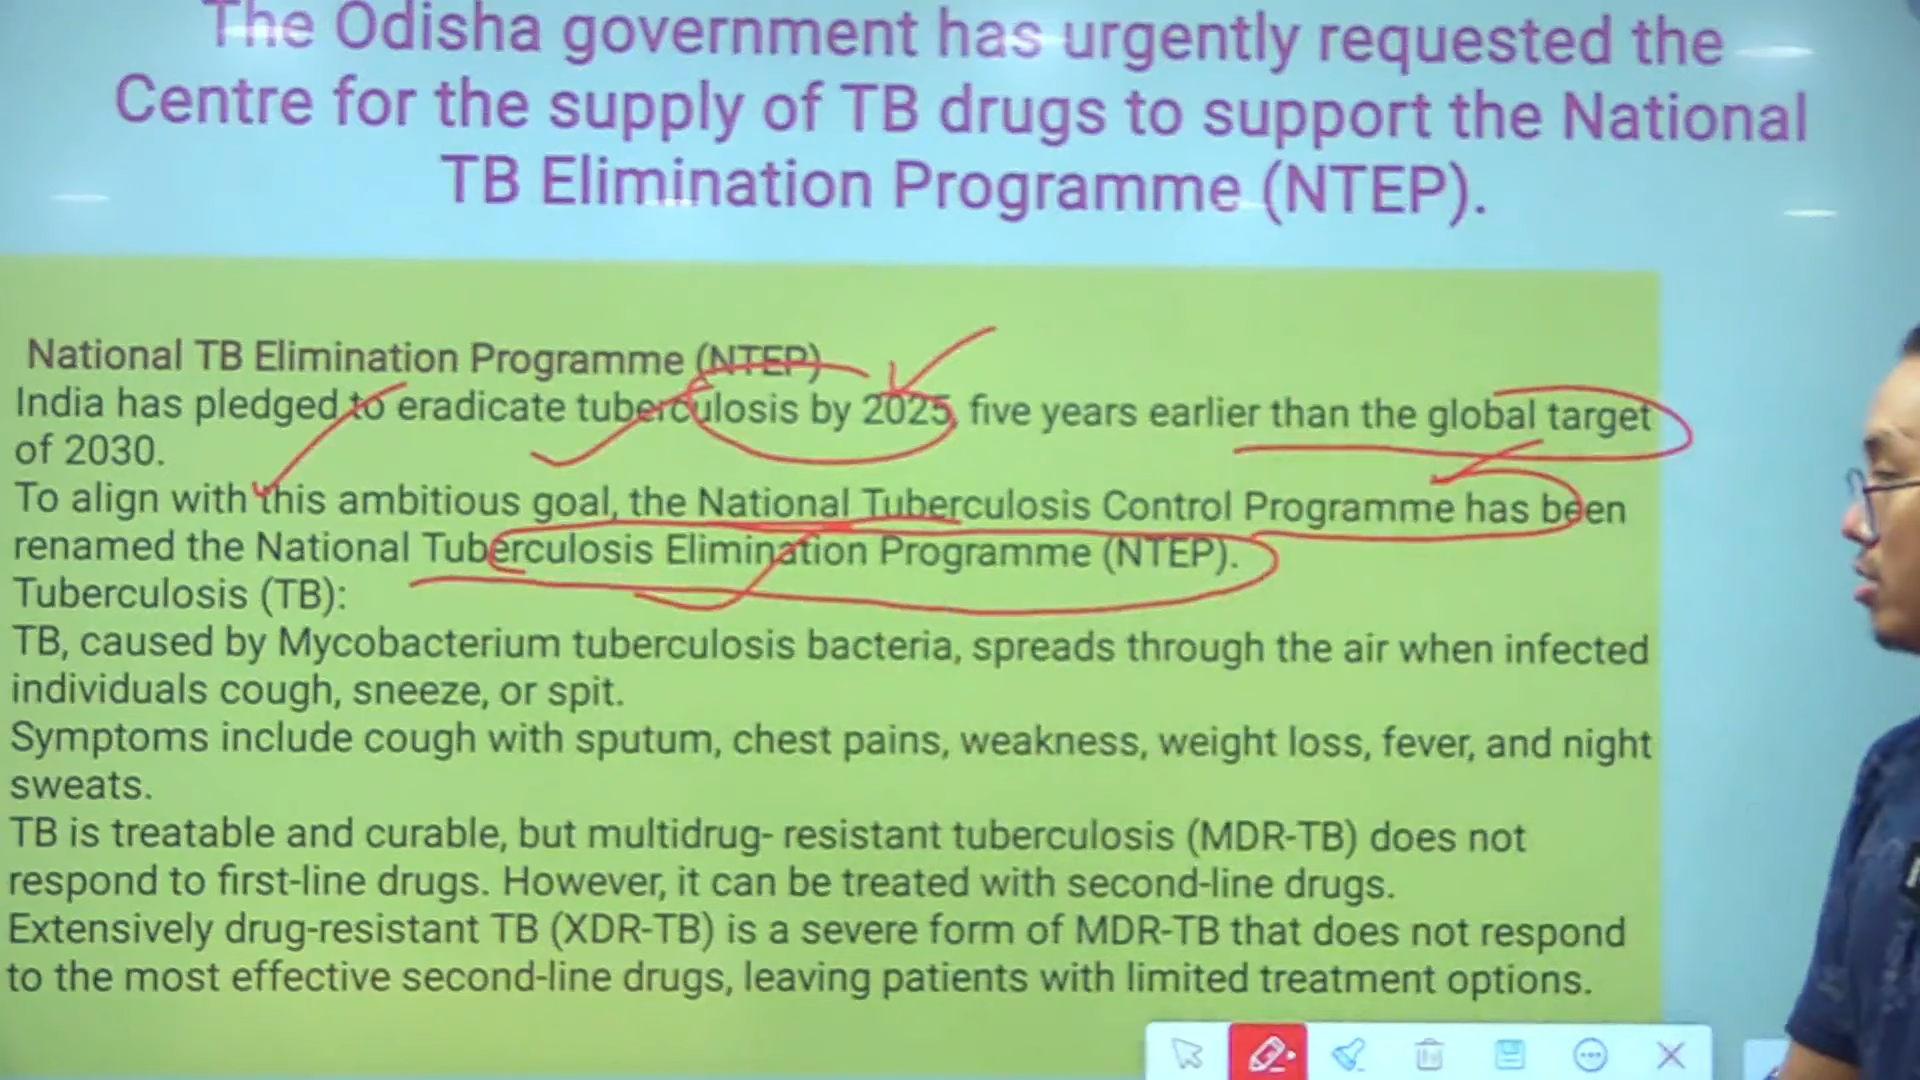 The Odisha government has urgently requested the
Centre for the supply of TB drugs to support the National
TB Elimination Programme (NTEP).
National TB Elimination Programme (NTEP)
India has pledged to eradicate tuberculosis by 2025, five years earlier than the global target
of 2030.
To align with this ambitious goal, the National Tuberculosis Control Programme has been
renamed the National Tuberculosis Elimination Programme (NTEP).
Tuberculosis (TB):
TB, caused by Mycobacterium tuberculosis bacteria, spreads through the air when infected
individuals cough, sneeze, or spit.
Symptoms include cough with sputum, chest pains, weakness, weight loss, fever, and night
sweats.
TB is treatable and curable, but multidrug- resistant tuberculosis (MDR-TB) does not
respond to first-line drugs. However, it can be treated with second-line drugs.
Extensively drug-resistant TB (XDR-TB) is a severe form of MDR-TB that does not respond
to the most effective second-line drugs, leaving patients with limited treatment options.